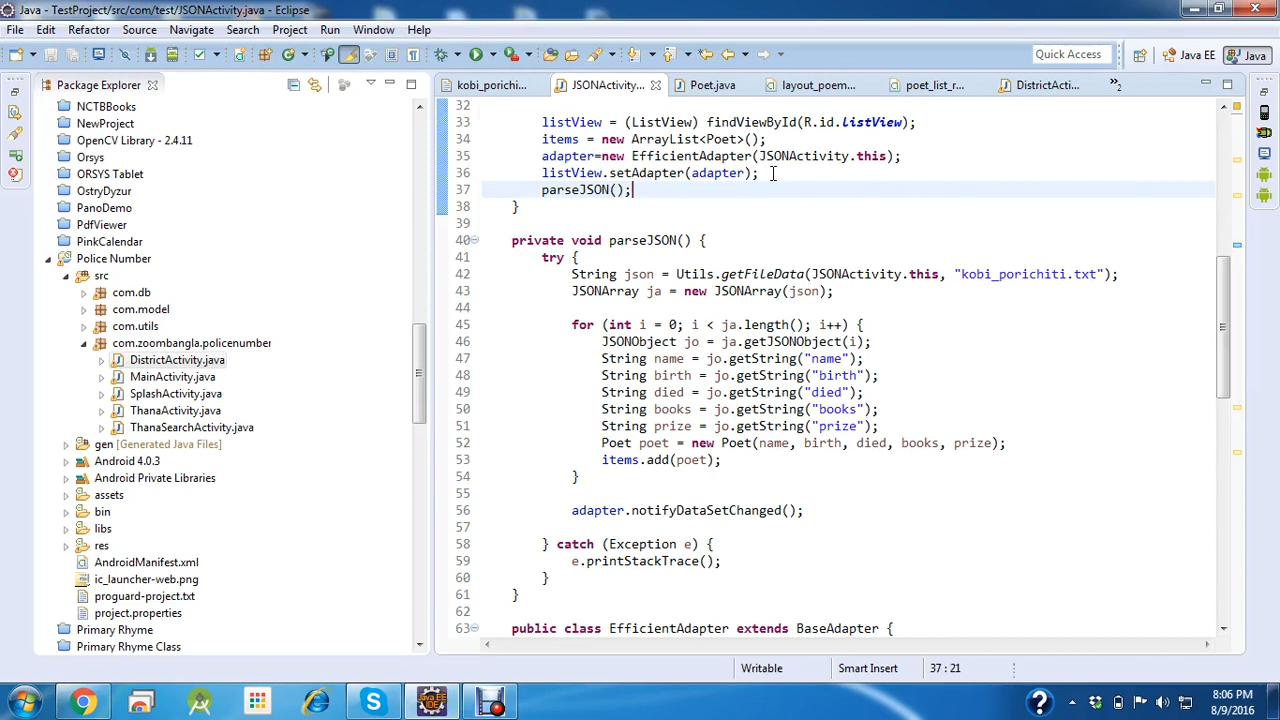 Java - TestProject/src/com/test/JSONActivity.java - Eclipse
File Edit Refactor Source Navigate Search Project Run Window Help
Quick Access
Java EE
Java
Package Explorer
NCTBBooks
NewProject
OpenCV Library - 2.4.11
Orsys
ORSYS Table
OstryDyzur
PanoDemo
PdfViewer
PinkCalendar
Police Number
src
com.db
com.model
com.utils
com.zoombangla.policenumber
DistrictActivity.java
MainActivity.java
SplashActivity.java
ThanaActivity.java
ThanaSearchActivity.java
gen [Generated Java Files]
Android 4.0.3
Android Private Libraries
assets
bin
libs
res
AndroidManifest.xml
ic_launcher-web.png
proguard-project.txt
project.properties
Primary Rhyme
Primary Rhyme Class
kobi_porichi... JSONActivity... Poet.java layout_poem... poet_list_r... DistrictActi... »2
32
33 listView = (ListView) findViewById(R.id.listView);
34 items = new ArrayList<Poet>();
35 adapter=new EfficientAdapter(JSONActivity.this);
36 listView.setAdapter(adapter);
37 parseJSON();
38 }
39
40 private void parseJSON() {
41 try {
42 String json = Utils.getFileData(JSONActivity.this, "kobi_porichiti.txt");
43 JSONArray ja = new JSONArray(json);
44
45 for (int i = 0; i < ja.length(); i++) {
46 JSONObject jo = ja.getJSONObject(i);
47 String name = jo.getString("name");
48 String birth = jo.getString("birth");
49 String died = jo.getString("died");
50 String books = jo.getString("books");
51 String prize = jo.getString("prize");
52 Poet poet = new Poet(name, birth, died, books, prize);
53 items.add(poet);
54 }
55
56 adapter.notifyDataSetChanged();
57
58 } catch (Exception e) {
59 e.printStackTrace();
60 }
61 }
62
63 public class EfficientAdapter extends BaseAdapter {
Writable Smart Insert 37 : 21
8:06 PM
8/9/2016